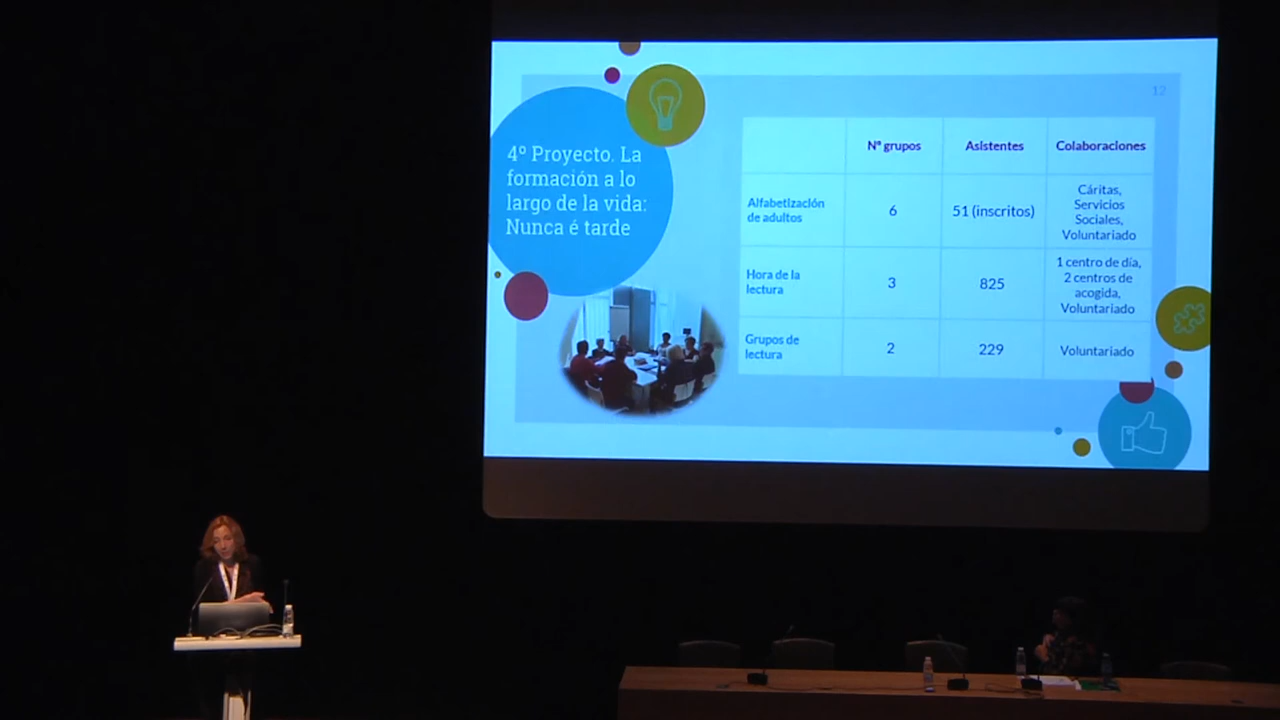 12
4º Proyecto. La
formación a lo
largo de la vida:
Nunca é tarde
Nº grupos
Asistentes
Colaboraciones
Alfabetización
de adultos
6
51 (inscritos)
Cáritas,
Servicios
Sociales,
Voluntariado
Hora de la
lectura
3
825
1 centro de día,
2 centros de
acogida,
Voluntariado
Grupos de
lectura
2
229
Voluntariado